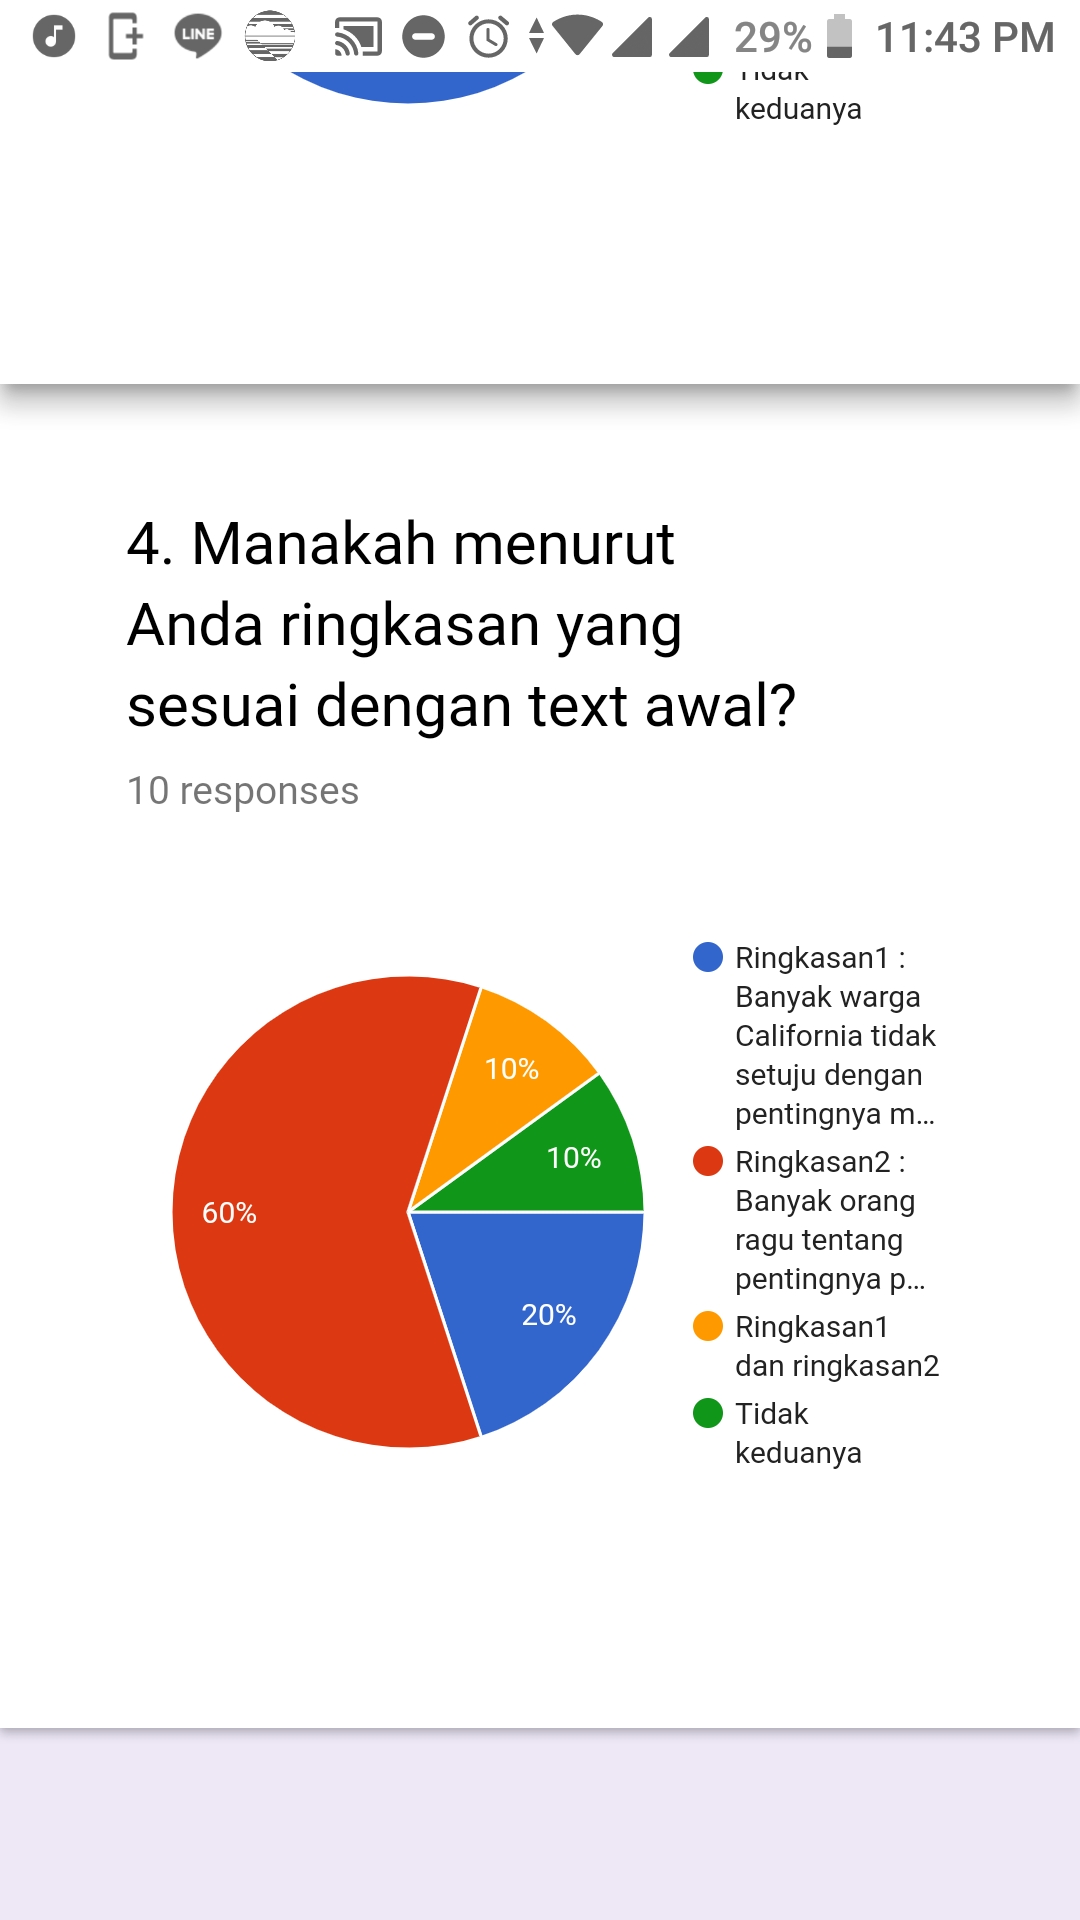 LINE
29%
11:43 PM
Tidak
keduanya
4. Manakah menurut
Anda ringkasan yang
sesuai dengan text awal?
10 responses
10%
10%
60%
20%
Ringkasan1 :
Banyak warga
California tidak
setuju dengan
pentingnya m...
Ringkasan2 :
Banyak orang
ragu tentang
pentingnya p...
Ringkasan1
dan ringkasan2
Tidak
keduanya